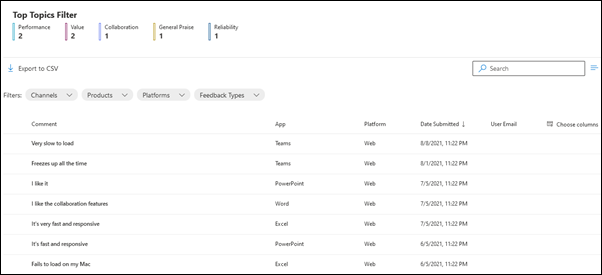 Top Topics Filter
Performance Value Collaboration General Praise Reliability
2 2 1 1 1
Export to CSV Search
Filters: Channels Products Platforms Feedback Types
Comment App Platform Date Submitted ↓ User Email Choose columns
Very slow to load Teams Web 8/8/2021, 11:22 PM
Freezes up all the time Teams Web 8/1/2021, 11:22 PM
I like it PowerPoint Web 7/5/2021, 11:22 PM
I like the collaboration features Word Web 7/5/2021, 11:22 PM
It's very fast and responsive Excel Web 7/5/2021, 11:22 PM
It's fast and responsive PowerPoint Web 6/5/2021, 11:22 PM
Fails to load on my Mac Excel Web 6/5/2021, 11:22 PM